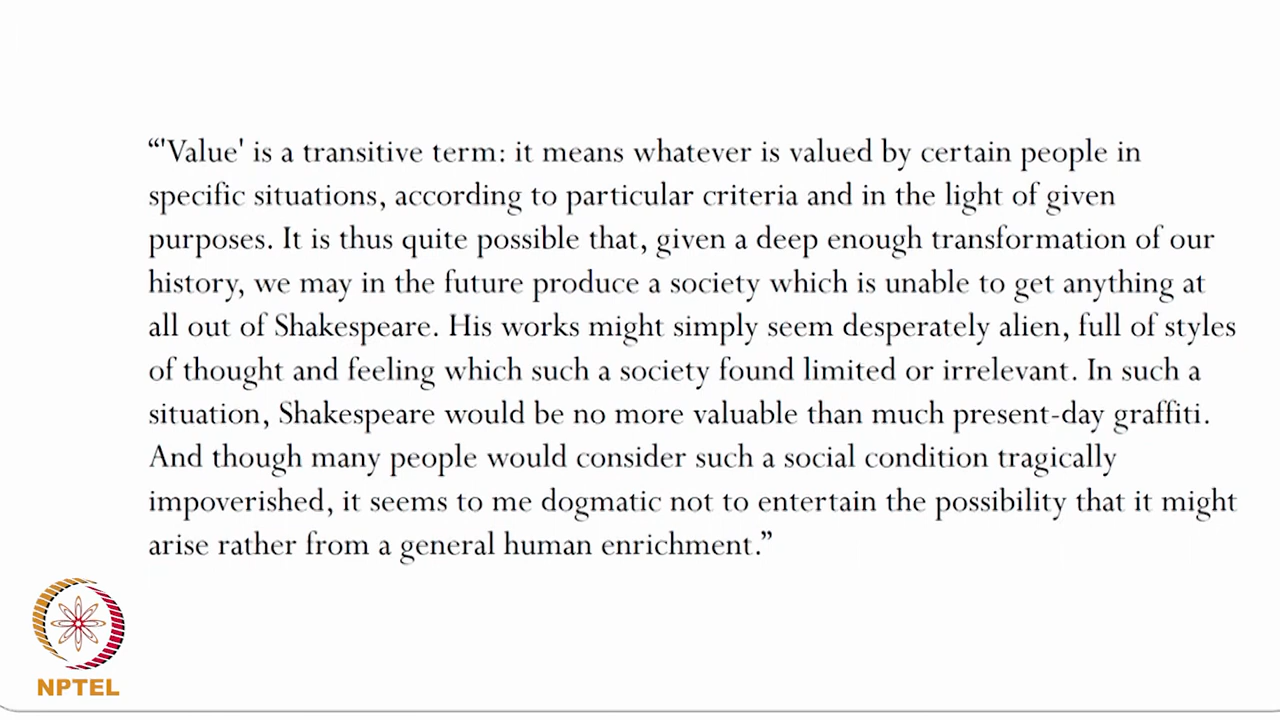 “'Value' is a transitive term: it means whatever is valued by certain people in
specific situations, according to particular criteria and in the light of given
purposes. It is thus quite possible that, given a deep enough transformation of our
history, we may in the future produce a society which is unable to get anything at
all out of Shakespeare. His works might simply seem desperately alien, full of styles
of thought and feeling which such a society found limited or irrelevant. In such a
situation, Shakespeare would be no more valuable than much present-day graffiti.
And though many people would consider such a social condition tragically
impoverished, it seems to me dogmatic not to entertain the possibility that it might
arise rather from a general human enrichment.”
NPTEL